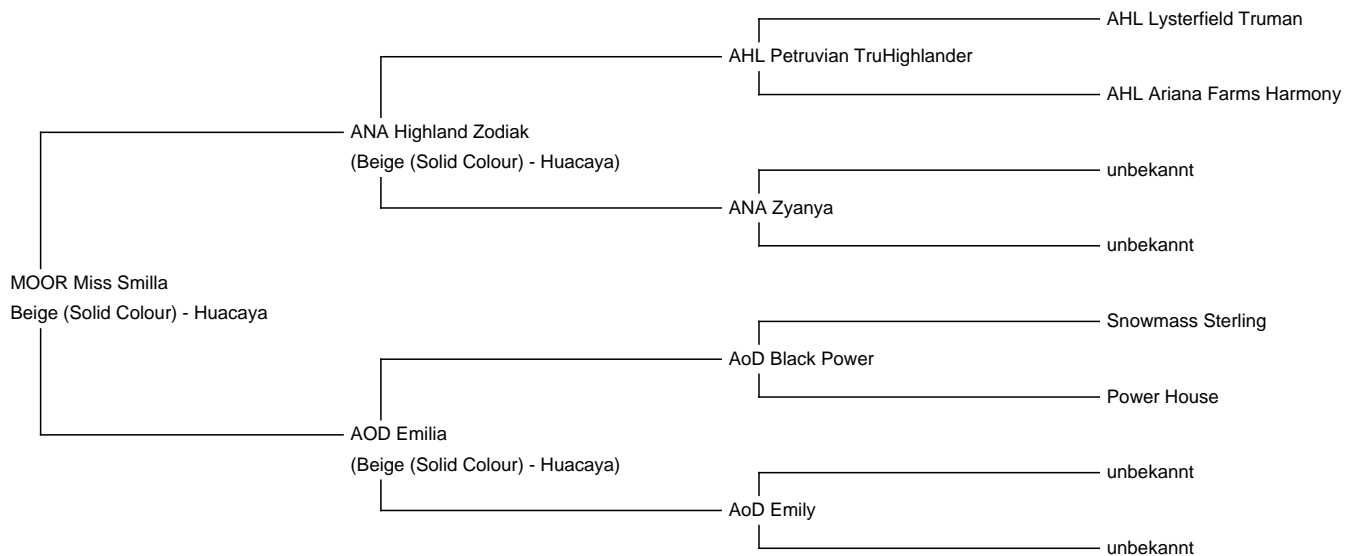 AHL Lysterfield Truman
AHL Petruvian TruHighlander
AHL Ariana Farms Harmony
ANA Highland Zodiak
(Beige (Solid Colour) - Huacaya)
unbekannt
ANA Zyanya
unbekannt
MOOR Miss Smilla
Beige (Solid Colour) - Huacaya
Snowmass Sterling
AoD Black Power
Power House
AOD Emilia
(Beige (Solid Colour) - Huacaya)
unbekannt
AoD Emily
unbekannt